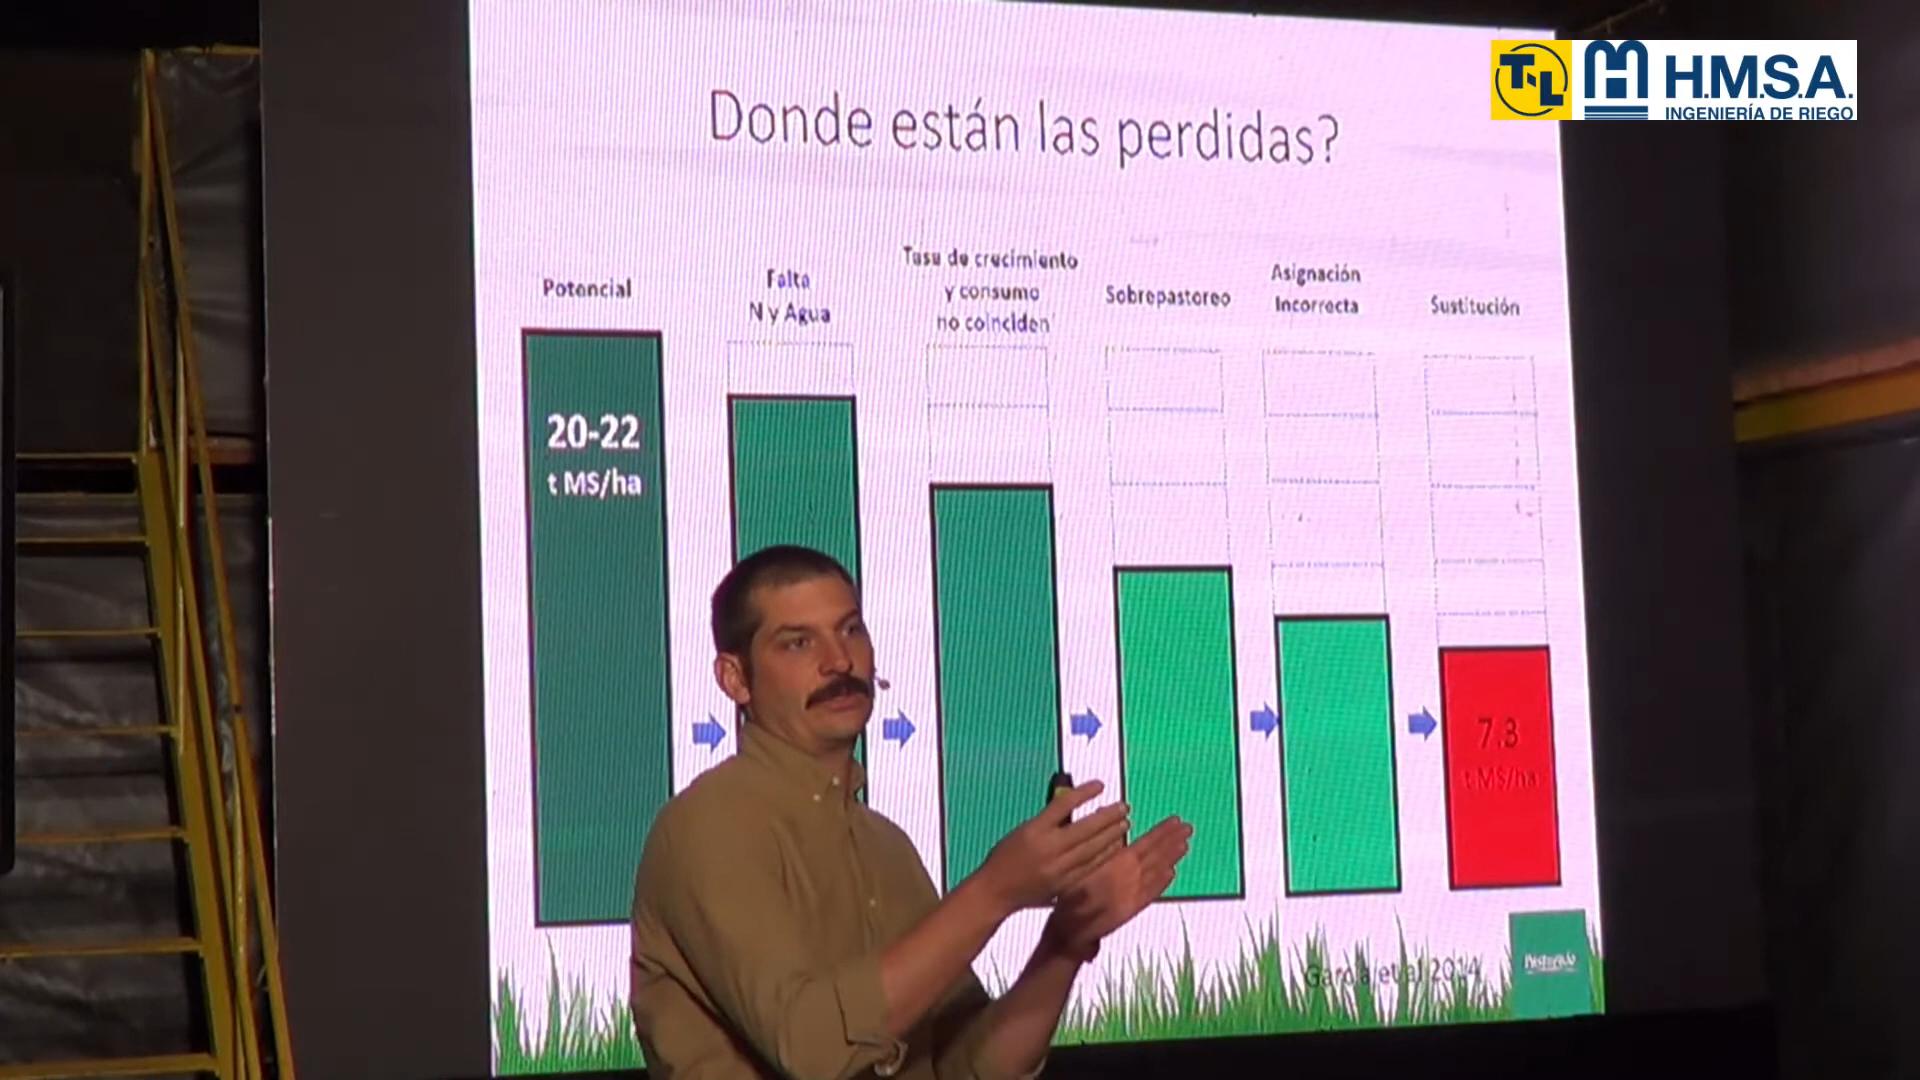 T-L
H.M.S.A.
INGENIERÍA DE RIEGO
Donde están las perdidas?
Potencial
Falta
N y Agua
Tasa de crecimiento
y consumo
no coinciden
Sobrepastoreo
Asignación
Incorrecta
Sustitución
20-22
t MS/ha
7.3
t MS/ha
García et al 2014